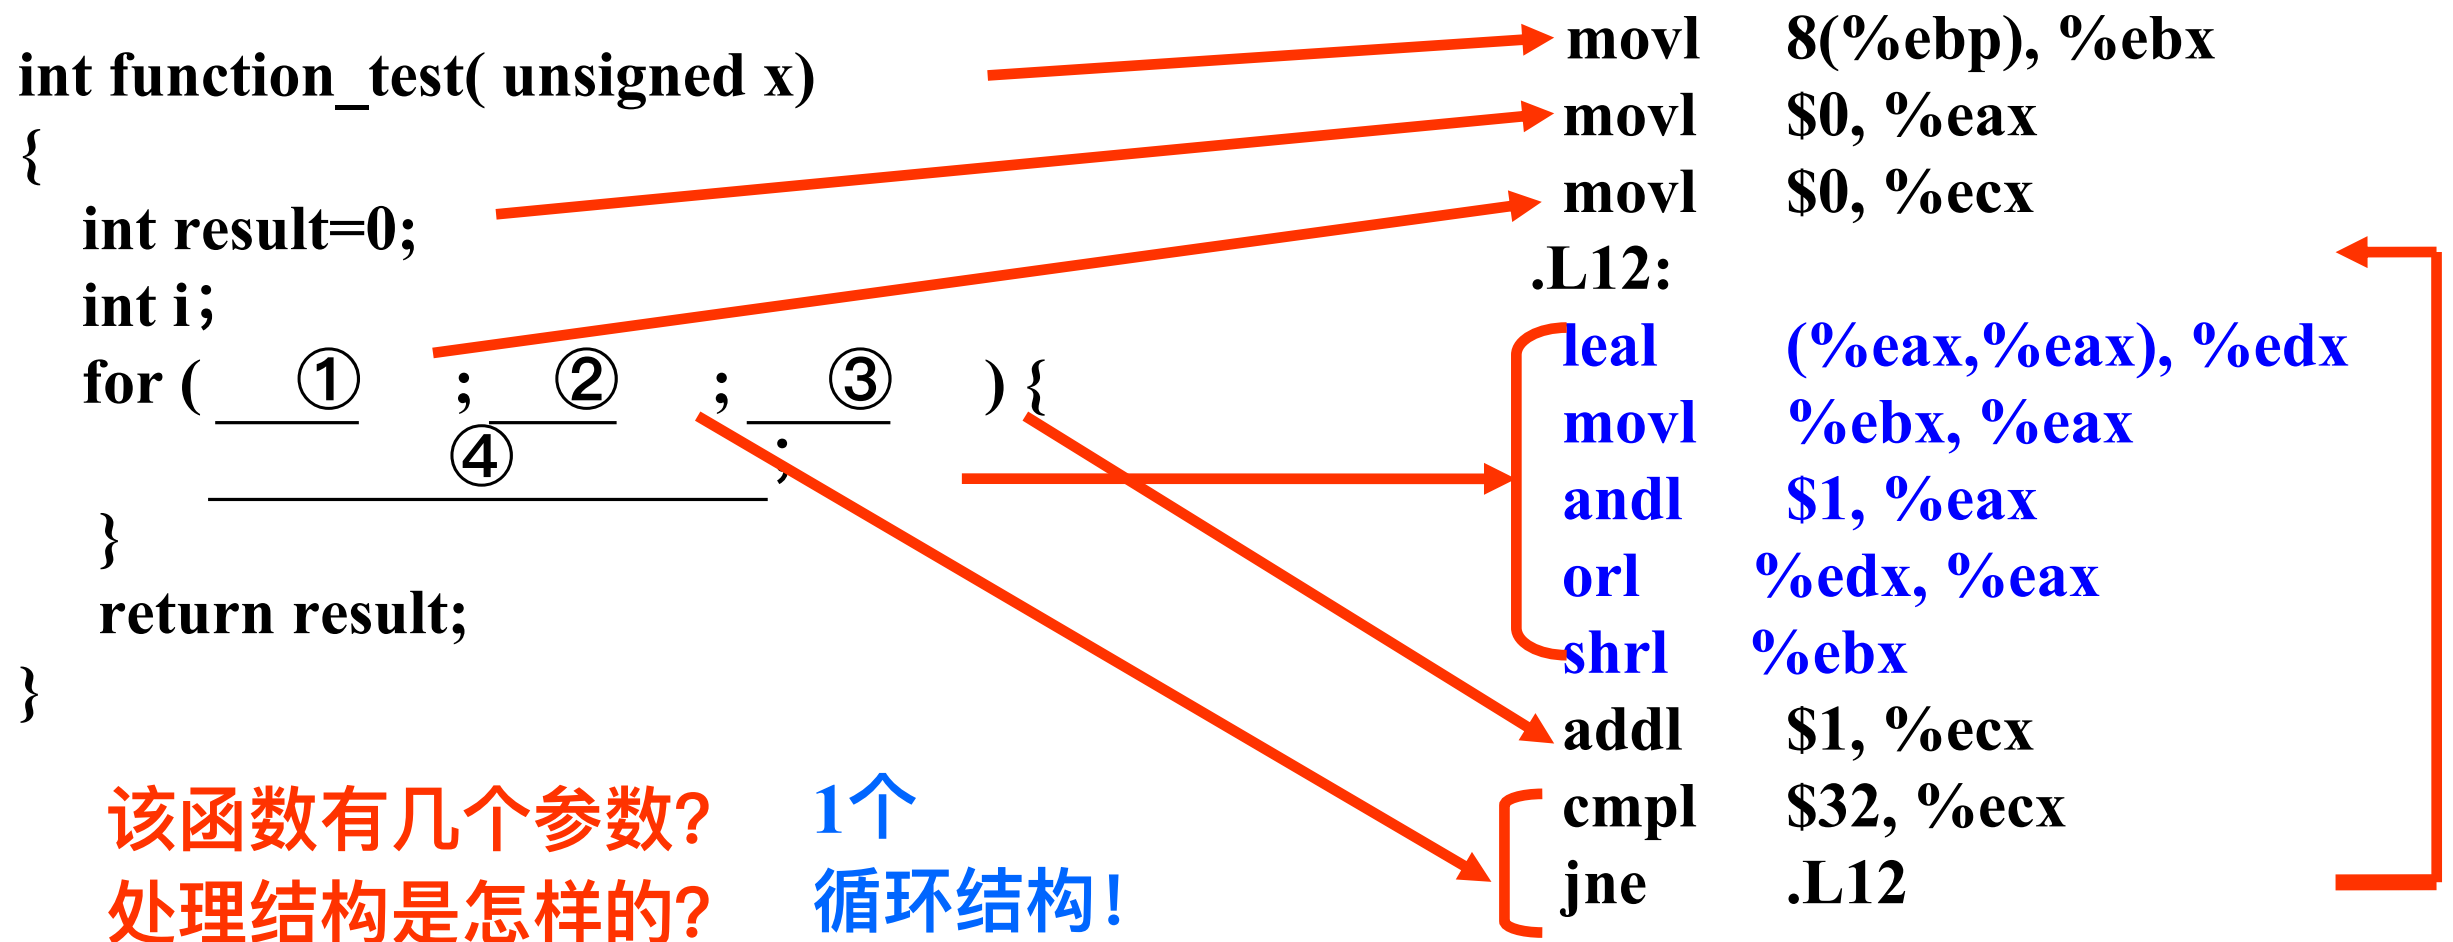 int function_test( unsigned x)
{
int result=0;
int i;
for ( ① ; ② ; ③ ) {
④ ;
}
return result;
}
该函数有几个参数? 1个
处理结构是怎样的? 循环结构!
movl 8(%ebp), %ebx
movl $0, %eax
movl $0, %ecx
.L12:
leal (%eax,%eax), %edx
movl %ebx, %eax
andl $1, %eax
orl %edx, %eax
shrl %ebx
addl $1, %ecx
cmpl $32, %ecx
jne .L12